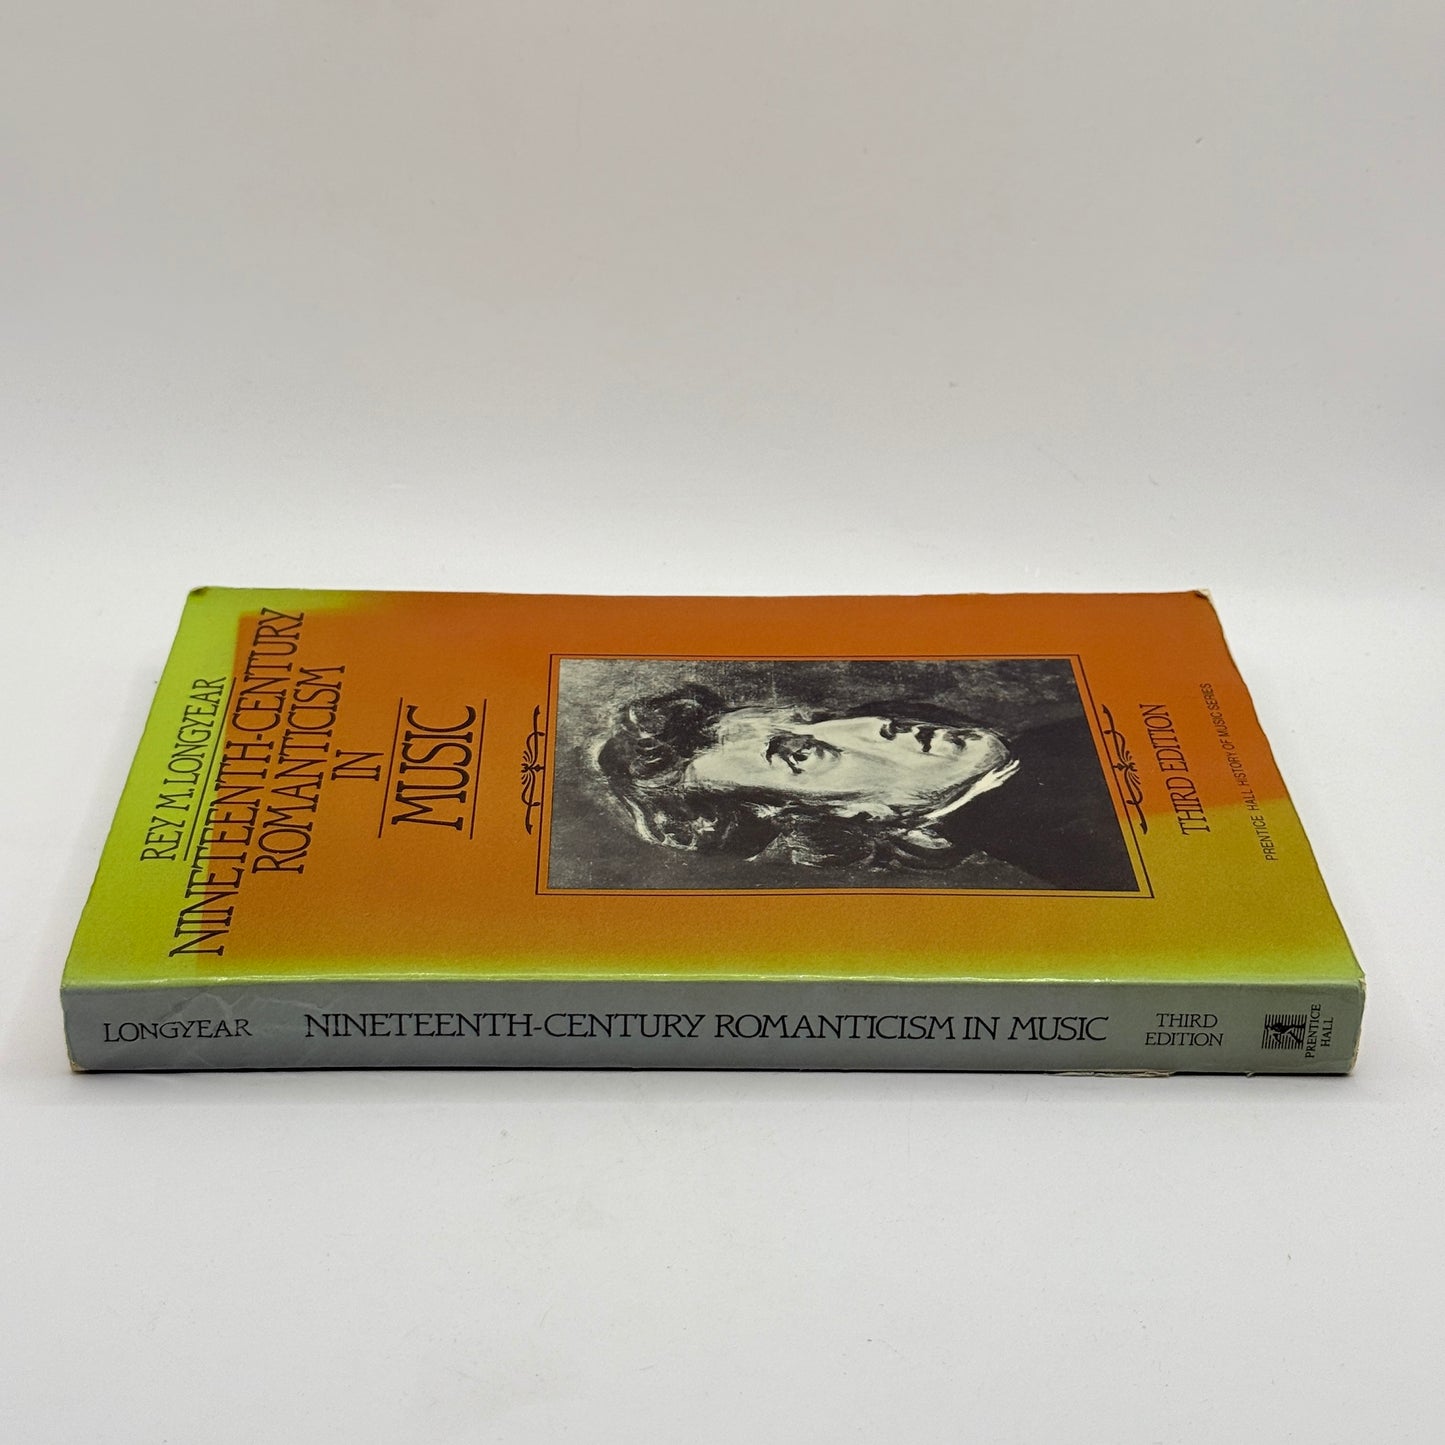 REY M. LONGYEAR
NINETEENTH-CENTURY
ROMANTICISM
IN
MUSIC
THIRD EDITION
PRENTICE HALL HISTORY OF MUSIC SERIES
LONGYEAR
NINETEENTH-CENTURY ROMANTICISM IN MUSIC
THIRD
EDITION
PRENTICE
HALL